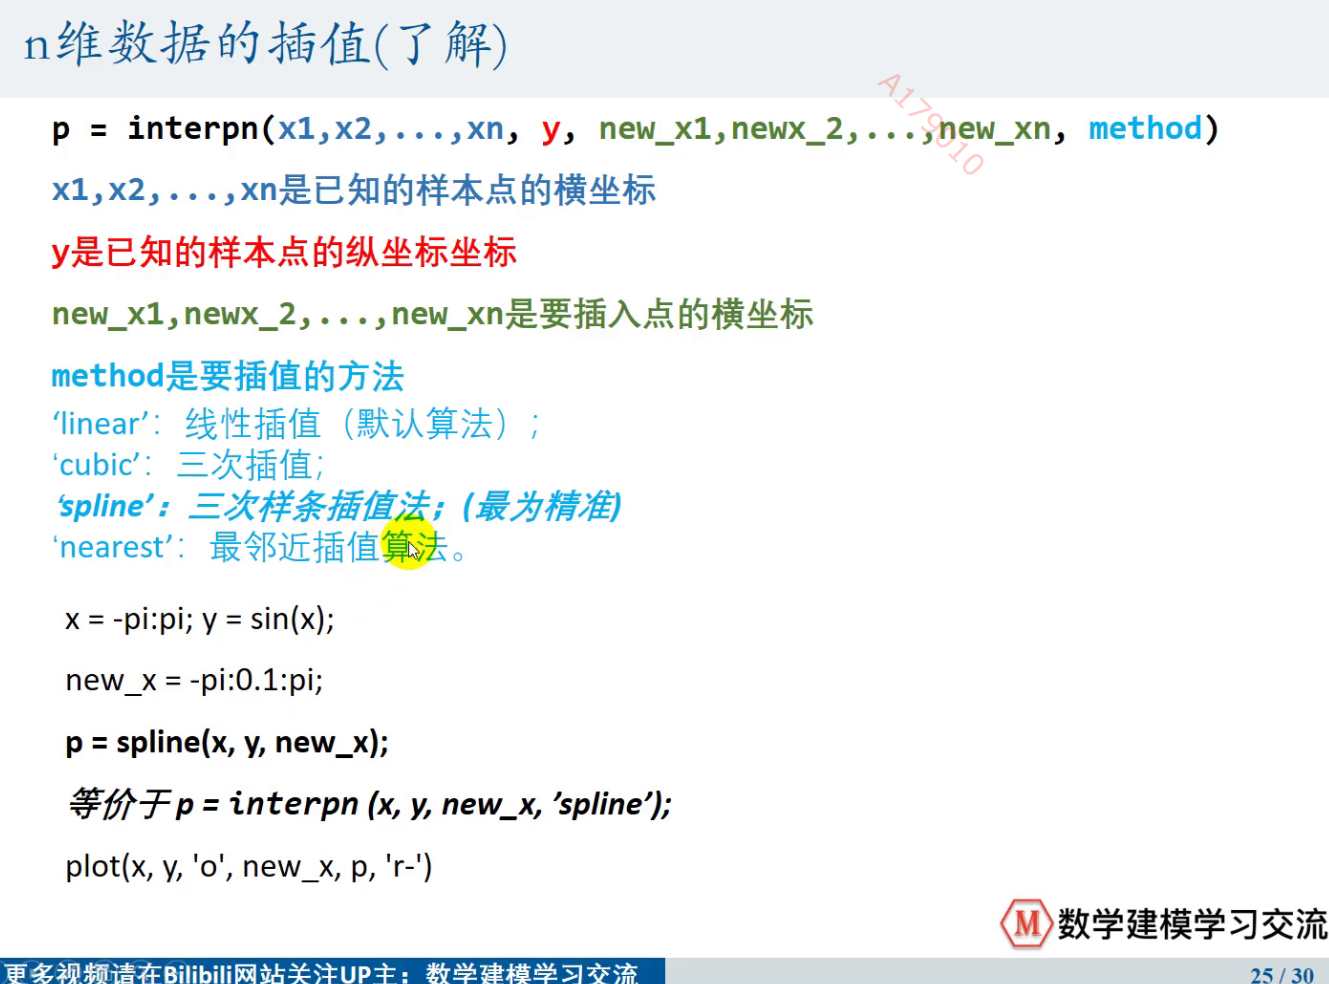 n维数据的插值(了解)
A179010
p = interpn(x1,x2,...,xn, y, new_x1,newx_2,...,new_xn, method)
x1,x2,...,xn是已知的样本点的横坐标
y是已知的样本点的纵坐标坐标
new_x1,newx_2,...,new_xn是要插入点的横坐标
method是要插值的方法
‘linear’：线性插值（默认算法）；
‘cubic’：三次插值；
‘spline’：三次样条插值法；(最为精准)
‘nearest’：最邻近插值算法。
x = -pi:pi; y = sin(x);
new_x = -pi:0.1:pi;
p = spline(x, y, new_x);
等价于 p = interpn (x, y, new_x, ’spline’);
plot(x, y, 'o', new_x, p, 'r-')
M 数学建模学习交流
更多视频请在Bilibili网站关注UP主：数学建模学习交流
25 / 30